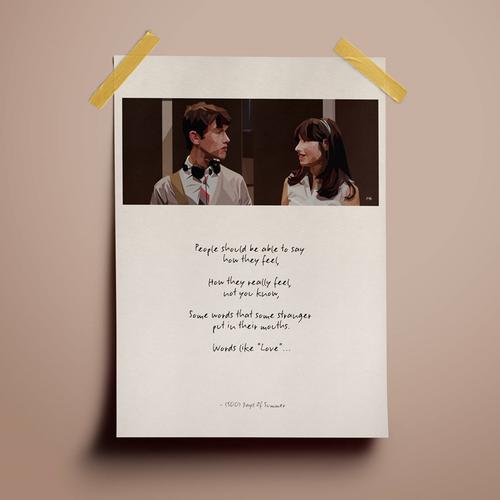 People should be able to say
how they feel,
How they really feel,
not you know,
Some words that some stranger
put in their mouths.
Words like "Love"...
- (500) Days Of Summer